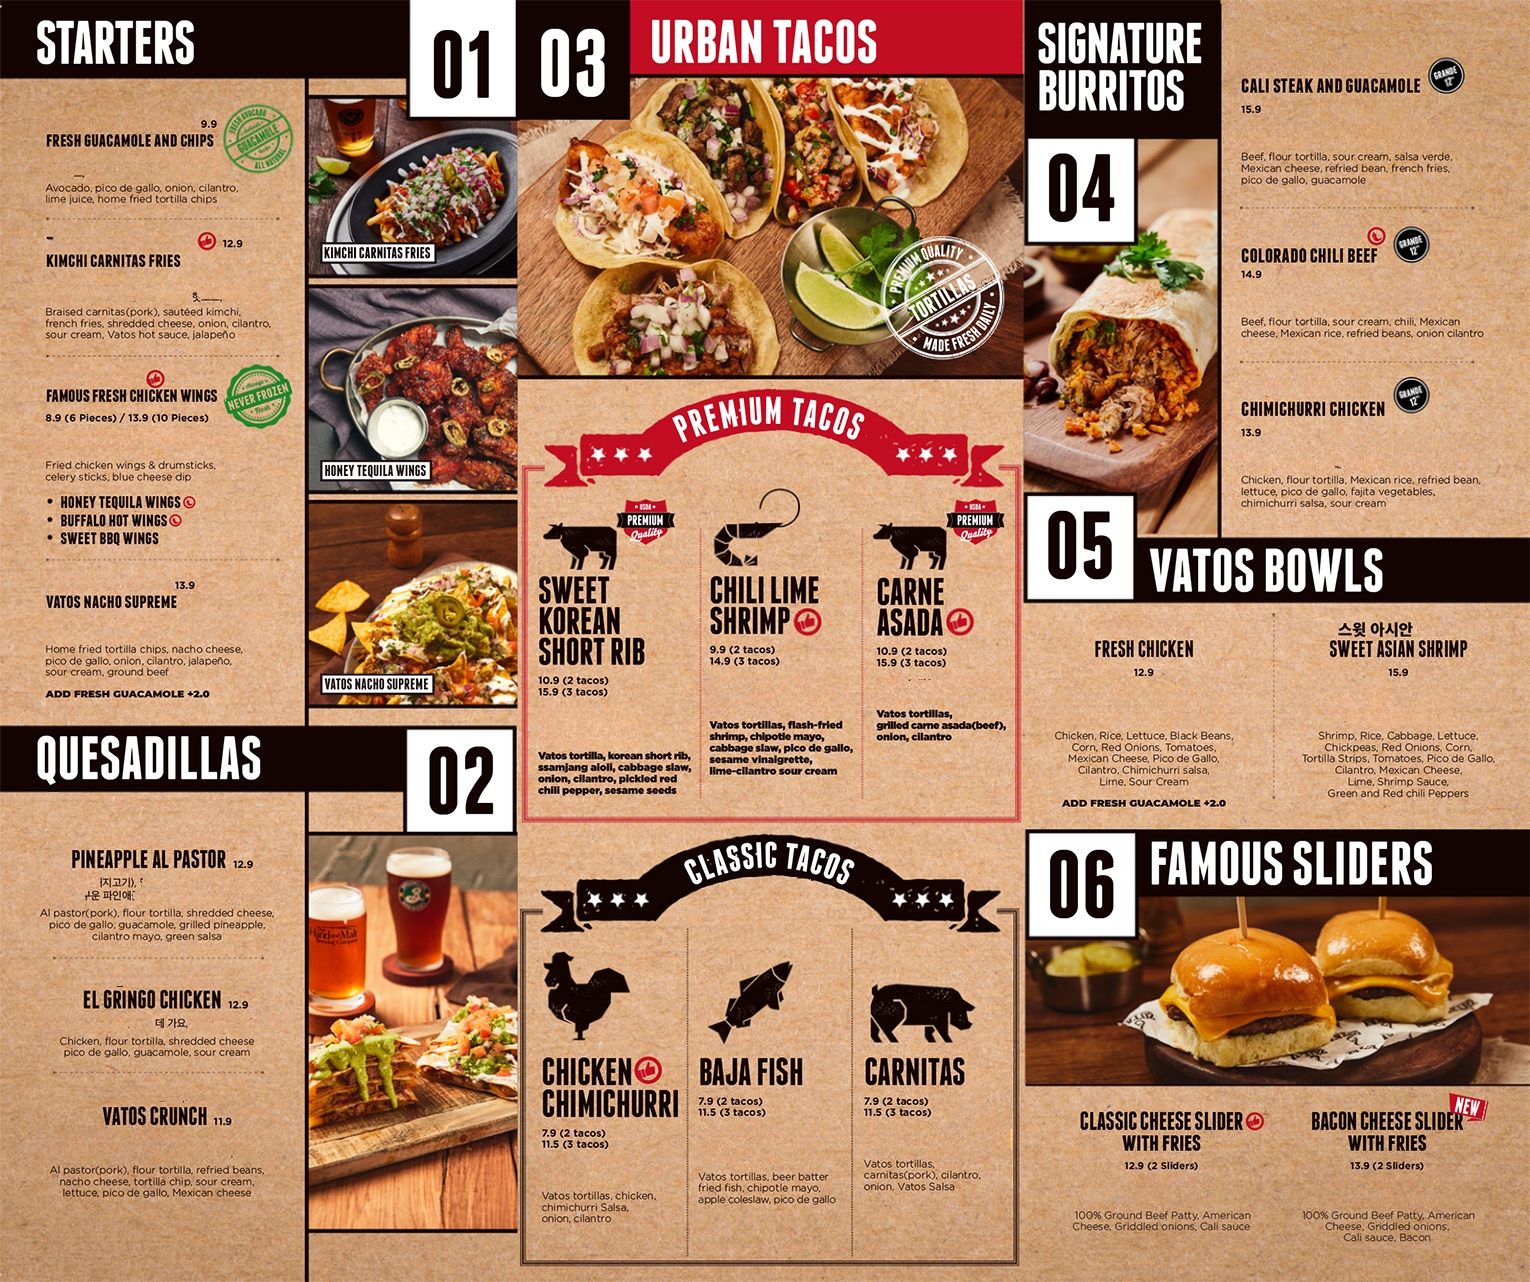 STARTERS
01
9.9
FRESH GUACAMOLE AND CHIPS
FRESH AVOCADO
GUACAMOLE
ALL NATURAL
Avocado, pico de gallo, onion, cilantro,
lime juice, home fried tortilla chips
12.9
KIMCHI CARNITAS FRIES
Braised carnitas(pork), sautéed kimchi,
french fries, shredded cheese, onion, cilantro,
sour cream, Vatos hot sauce, jalapeño
FAMOUS FRESH CHICKEN WINGS
8.9 (6 Pieces) / 13.9 (10 Pieces)
Always
NEVER FROZEN
Fresh
Fried chicken wings & drumsticks,
celery sticks, blue cheese dip
• HONEY TEQUILA WINGS
• BUFFALO HOT WINGS
• SWEET BBQ WINGS
13.9
VATOS NACHO SUPREME
Home fried tortilla chips, nacho cheese,
pico de gallo, onion, cilantro, jalapeño,
sour cream, ground beef
ADD FRESH GUACAMOLE +2.0
KIMCHI CARNITAS FRIES
HONEY TEQUILA WINGS
VATOS NACHO SUPREME
QUESADILLAS
02
PINEAPPLE AL PASTOR 12.9
지고기),
운 파인애
Al pastor(pork), flour tortilla, shredded cheese,
pico de gallo, guacamole, grilled pineapple,
cilantro mayo, green salsa
EL GRINGO CHICKEN 12.9
데 가요,
Chicken, flour tortilla, shredded cheese
pico de gallo, guacamole, sour cream
VATOS CRUNCH 11.9
Al pastor(pork), flour tortilla, refried beans,
nacho cheese, tortilla chip, sour cream,
lettuce, pico de gallo, Mexican cheese
03
URBAN TACOS
PREMIUM QUALITY
TORTILLAS
MADE FRESH DAILY
PREMIUM TACOS
USDA
PREMIUM
Quality
SWEET
KOREAN
SHORT RIB
10.9 (2 tacos)
15.9 (3 tacos)
Vatos tortilla, korean short rib,
ssamjang aioli, cabbage slaw,
onion, cilantro, pickled red
chili pepper, sesame seeds
CHILI LIME
SHRIMP
9.9 (2 tacos)
14.9 (3 tacos)
Vatos tortillas, flash-fried
shrimp, chipotle mayo,
cabbage slaw, pico de gallo,
sesame vinaigrette,
lime-cilantro sour cream
USDA
PREMIUM
Quality
CARNE
ASADA
10.9 (2 tacos)
15.9 (3 tacos)
Vatos tortillas,
grilled carne asada(beef),
onion, cilantro
CLASSIC TACOS
CHICKEN
CHIMICHURRI
7.9 (2 tacos)
11.5 (3 tacos)
Vatos tortillas, chicken,
chimichurri Salsa,
onion, cilantro
BAJA FISH
7.9 (2 tacos)
11.5 (3 tacos)
Vatos tortillas, beer batter
fried fish, chipotle mayo,
apple coleslaw, pico de gallo
CARNITAS
7.9 (2 tacos)
11.5 (3 tacos)
Vatos tortillas,
carnitas(pork), cilantro,
onion, Vatos Salsa
SIGNATURE
BURRITOS
04
CALI STEAK AND GUACAMOLE
GRANDE
12"
15.9
Beef, flour tortilla, sour cream, salsa verde,
Mexican cheese, refried bean, french fries,
pico de gallo, guacamole
COLORADO CHILI BEEF
GRANDE
12"
14.9
Beef, flour tortilla, sour cream, chili, Mexican
cheese, Mexican rice, refried beans, onion cilantro
CHIMICHURRI CHICKEN
GRANDE
12"
13.9
Chicken, flour tortilla, Mexican rice, refried bean,
lettuce, pico de gallo, fajita vegetables,
chimichurri salsa, sour cream
05
VATOS BOWLS
FRESH CHICKEN
12.9
Chicken, Rice, Lettuce, Black Beans,
Corn, Red Onions, Tomatoes,
Mexican Cheese, Pico de Gallo,
Cilantro, Chimichurri salsa,
Lime, Sour Cream
ADD FRESH GUACAMOLE +2.0
스윗 아시안
SWEET ASIAN SHRIMP
15.9
Shrimp, Rice, Cabbage, Lettuce,
Chickpeas, Red Onions, Corn,
Tortilla Strips, Tomatoes, Pico de Gallo,
Cilantro, Mexican Cheese,
Lime, Shrimp Sauce,
Green and Red chili Peppers
06
FAMOUS SLIDERS
CLASSIC CHEESE SLIDER
WITH FRIES
12.9 (2 Sliders)
100% Ground Beef Patty, American
Cheese, Griddled onions, Cali sauce
NEW
BACON CHEESE SLIDER
WITH FRIES
13.9 (2 Sliders)
100% Ground Beef Patty, American
Cheese, Griddled onions,
Cali sauce, Bacon